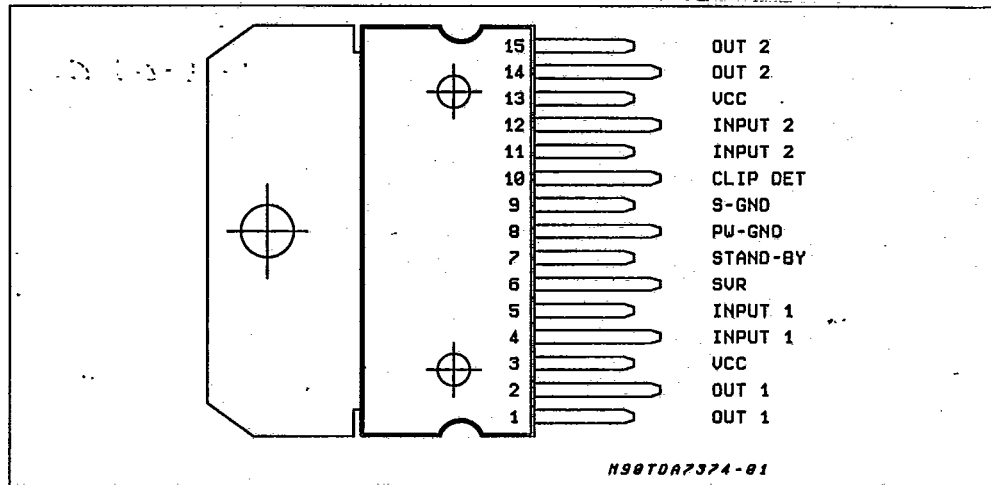 15 OUT 2
14 OUT 2
13 VCC
12 INPUT 2
11 INPUT 2
10 CLIP DET
9 S-GND
8 PW-GND
7 STAND-BY
6 SVR
5 INPUT 1
4 INPUT 1
3 VCC
2 OUT 1
1 OUT 1
M90TDA7374-01